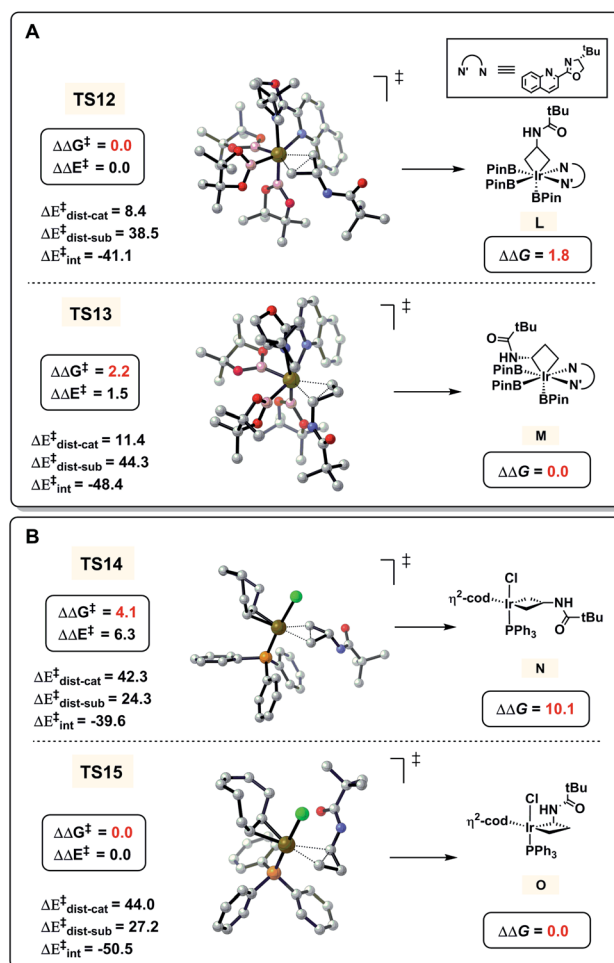 A
N' N ≡ N N O t-Bu
TS12
‡
ΔΔG‡ = 0.0
ΔΔE‡ = 0.0
ΔE‡dist-cat = 8.4
ΔE‡dist-sub = 38.5
ΔE‡int = -41.1
tBu
HN O
PinB Ir N
PinB N'
BPin
L
ΔΔG = 1.8
TS13
‡
ΔΔG‡ = 2.2
ΔΔE‡ = 1.5
ΔE‡dist-cat = 11.4
ΔE‡dist-sub = 44.3
ΔE‡int = -48.4
tBu
O
HN
PinB Ir N
PinB N'
BPin
M
ΔΔG = 0.0
B
TS14
‡
ΔΔG‡ = 4.1
ΔΔE‡ = 6.3
ΔE‡dist-cat = 42.3
ΔE‡dist-sub = 24.3
ΔE‡int = -39.6
Cl
η²-cod Ir NH
PPh3 O tBu
N
ΔΔG = 10.1
TS15
‡
ΔΔG‡ = 0.0
ΔΔE‡ = 0.0
ΔE‡dist-cat = 44.0
ΔE‡dist-sub = 27.2
ΔE‡int = -50.5
tBu
Cl HN O
η²-cod Ir
PPh3
O
ΔΔG = 0.0